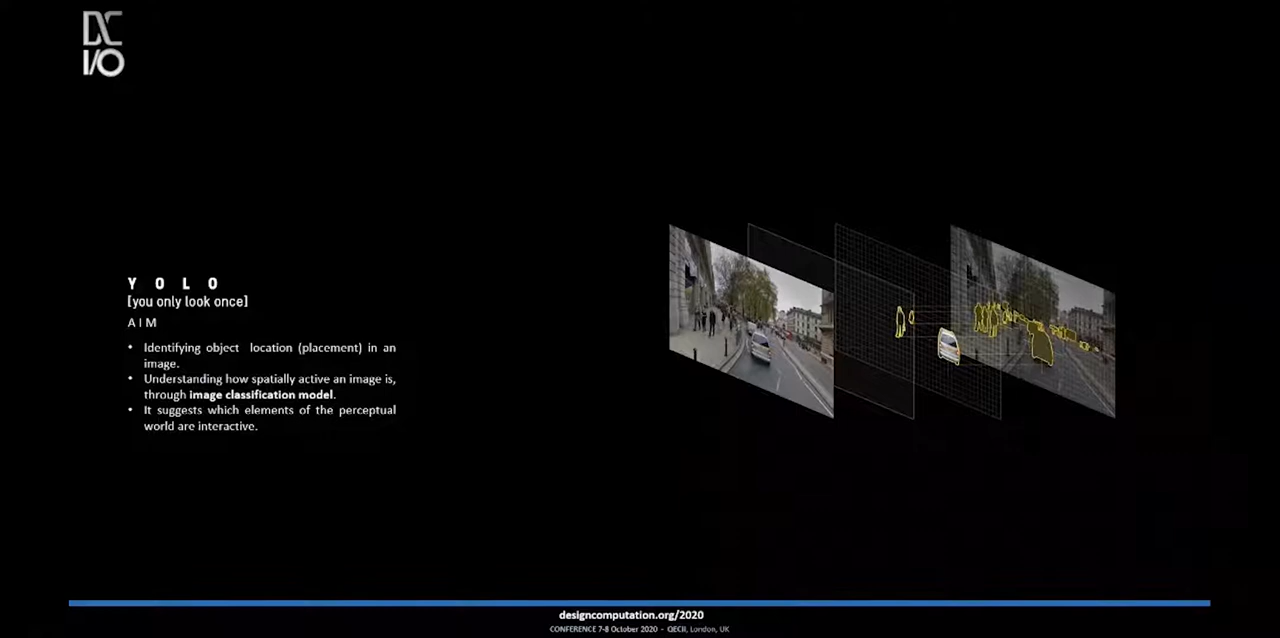 DC
I/O
YOLO
[you only look once]
AIM
• Identifying object location (placement) in an
image.
• Understanding how spatially active an image is,
through image classification model.
• It suggests which elements of the perceptual
world are interactive.
designcomputation.org/2020
CONFERENCE 7-8 October 2020 - QECII, London, UK